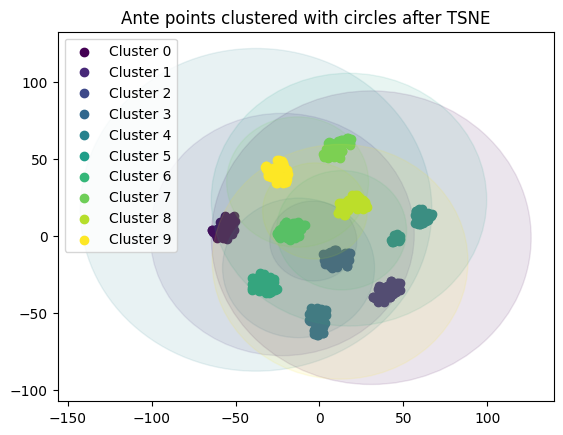 Ante points clustered with circles after TSNE
Cluster 0
Cluster 1
Cluster 2
Cluster 3
Cluster 4
Cluster 5
Cluster 6
Cluster 7
Cluster 8
Cluster 9
100
50
0
−50
−100
−150 −100 −50 0 50 100